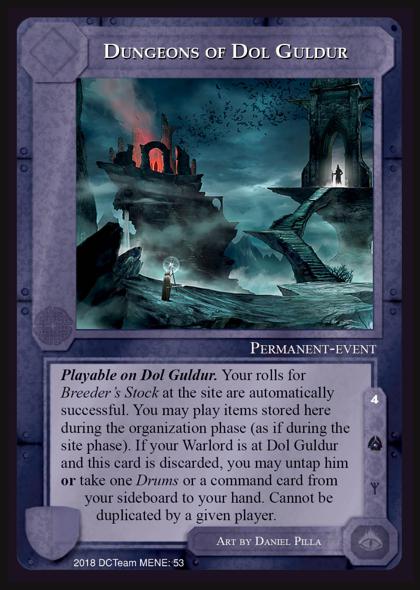 Dungeons of Dol Guldur
Permanent-event
Playable on Dol Guldur. Your rolls for
Breeder's Stock at the site are automatically
successful. You may play items stored here
during the organization phase (as if during the
site phase). If your Warlord is at Dol Guldur
and this card is discarded, you may untap him
or take one Drums or a command card from
your sideboard to your hand. Cannot be
duplicated by a given player.
4
Art by Daniel Pilla
2018 DCTeam MENE: 53